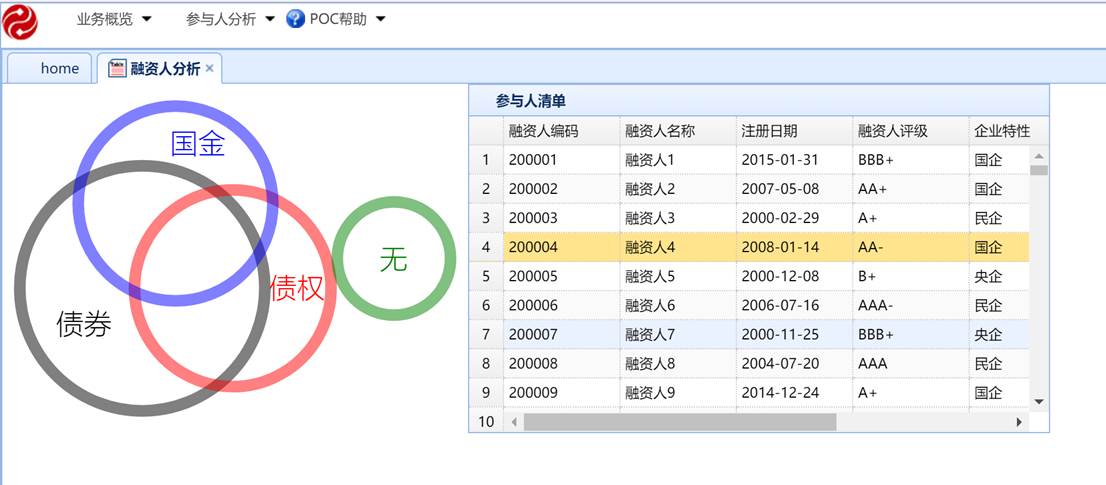 业务概览 参与人分析 POC帮助
home 融资人分析
国金
债权
无
债券
参与人清单
融资人编码 融资人名称 注册日期 融资人评级 企业特性
1 200001 融资人1 2015-01-31 BBB+ 国企
2 200002 融资人2 2007-05-08 AA+ 国企
3 200003 融资人3 2000-02-29 A+ 民企
4 200004 融资人4 2008-01-14 AA- 国企
5 200005 融资人5 2000-12-08 B+ 央企
6 200006 融资人6 2006-07-16 AAA- 民企
7 200007 融资人7 2000-11-25 BBB+ 央企
8 200008 融资人8 2004-07-20 AAA 民企
9 200009 融资人9 2014-12-24 A+ 国企
10